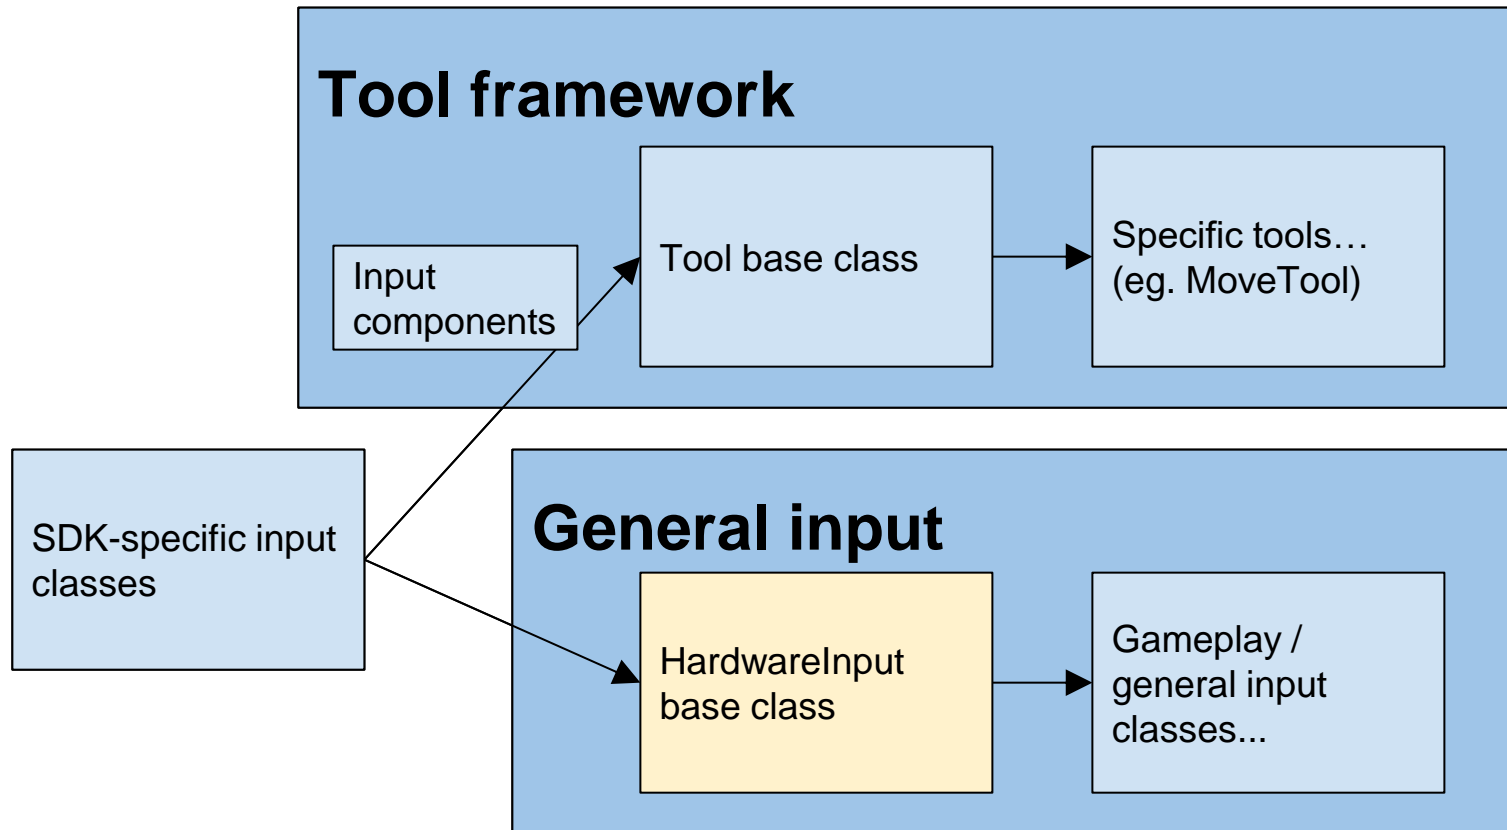 Tool framework
Input
components
Tool base class
Specific tools…
(eg. MoveTool)
SDK-specific input
classes
General input
HardwareInput
base class
Gameplay /
general input
classes...